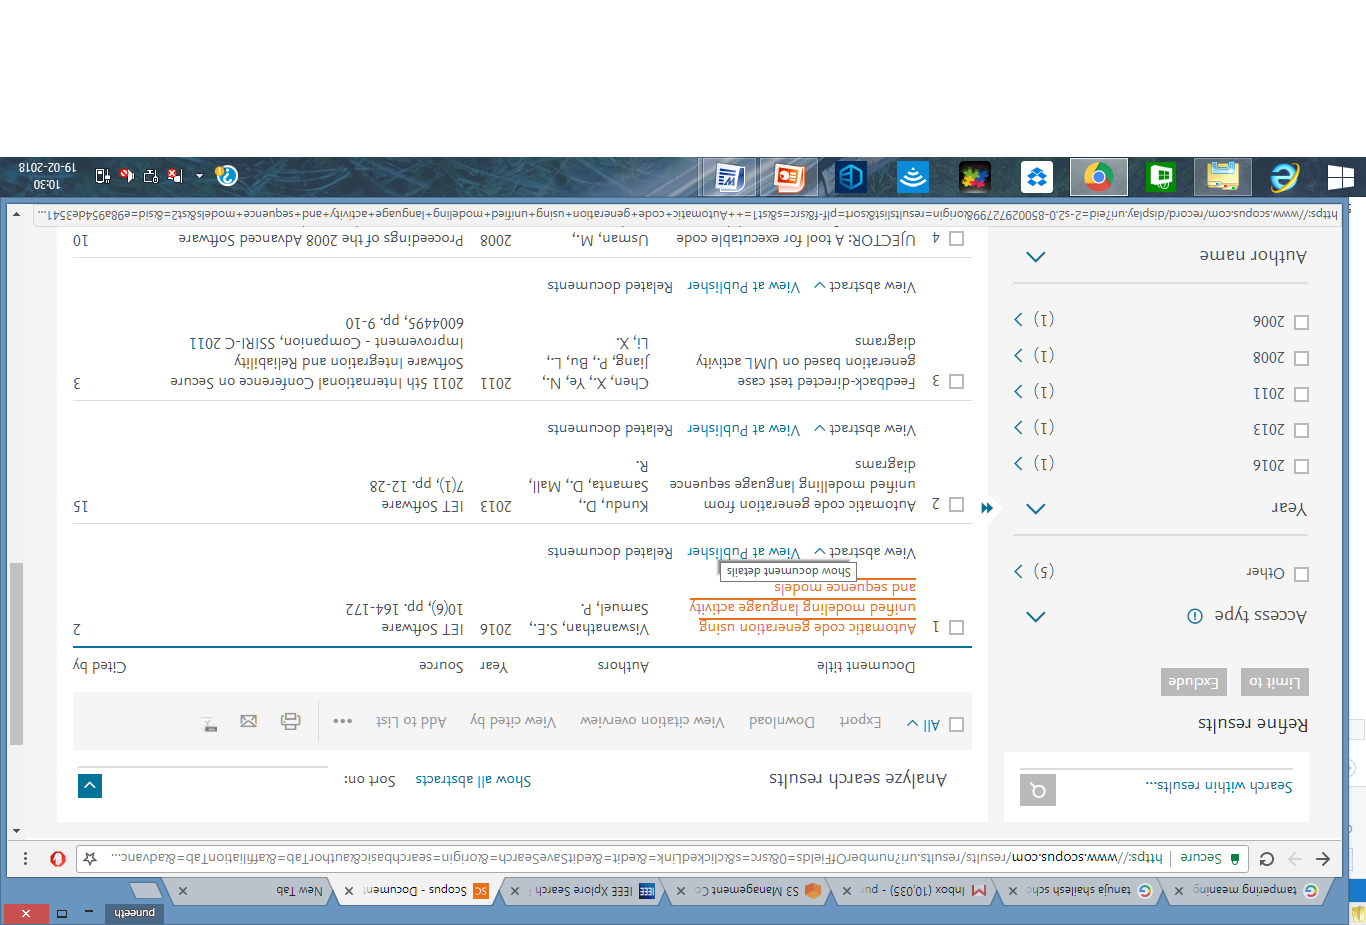 puneeth
tampering meaning
tanuja shailesh scho
Inbox (10,035) - pur
S3 Management Co
IEEE Xplore Search F
Scopus - Document
New Tab
Secure https://www.scopus.com/results/results.uri?numberOfFields=0&src=s&clickedLink=&edit=&editSaveSearch=&origin=searchbasic&authorTab=&affiliationTab=&advanc...
Search within results...
Refine results
Limit to
Exclude
Access type
Other (5)
Year
2016 (1)
2013 (1)
2011 (1)
2008 (1)
2006 (1)
Author name
Analyze search results
Show all abstracts Sort on:
All Export Download View citation overview View cited by Add to List •••
Document title Authors Year Source Cited by
1 Automatic code generation using Viswanathan, S.E., 2016 IET Software 2
unified modeling language activity Samuel, P. 10(6), pp. 164-172
and sequence models
Show document details
View abstract View at Publisher Related documents
2 Automatic code generation from Kundu, D., 2013 IET Software 15
unified modelling language sequence Samanta, D., Mall, 7(1), pp. 12-28
diagrams R.
View abstract View at Publisher Related documents
3 Feedback-directed test case Chen, X., Ye, N., 2011 2011 5th International Conference on Secure 3
generation based on UML activity Jiang, P., Bu, L., Software Integration and Reliability
diagrams Li, X. Improvement - Companion, SSIRI-C 2011
6004495, pp. 9-10
View abstract View at Publisher Related documents
4 UJECTOR: A tool for executable code Usman, M., 2008 Proceedings of the 2008 Advanced Software 10
https://www.scopus.com/record/display.uri?eid=2-s2.0-85002972799&origin=resultslist&sort=plf-f&src=s&st1=++Automatic+code+generation+using+unified+modeling+language+activity+and+sequence+models&st2=&sid=e98a954de3541...
10:30
19-02-2018